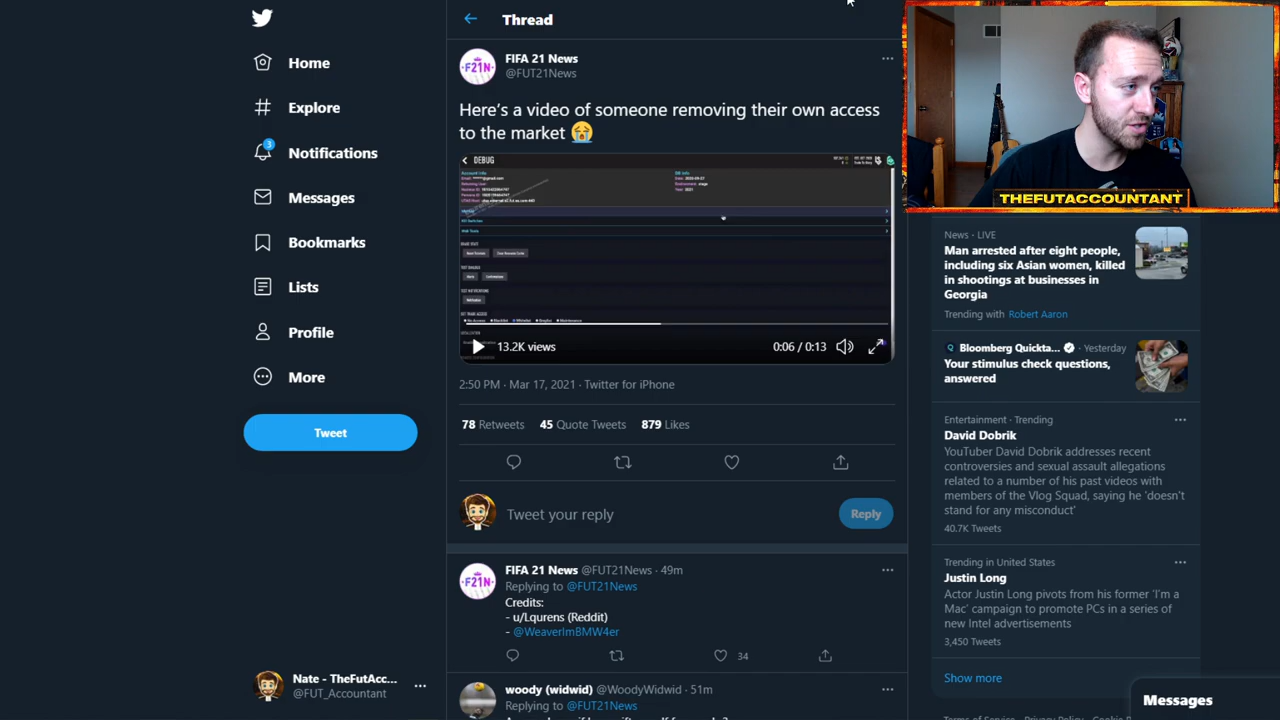 Thread
Home
Explore
3
Notifications
Messages
Bookmarks
Lists
Profile
More
Tweet
Nate - TheFutAcc...
@FUT_Accountant
F21N
FIFA 21 News
@FUT21News
Here's a video of someone removing their own access
to the market 😭
DEBUG
13.2K views
0:06 / 0:13
2:50 PM · Mar 17, 2021 · Twitter for iPhone
78 Retweets 45 Quote Tweets 879 Likes
Tweet your reply
Reply
F21N
FIFA 21 News @FUT21News · 49m
Replying to @FUT21News
Credits:
- u/Lqurens (Reddit)
- @WeaverImBMW4er
34
woody (widwid) @WoodyWidwid · 51m
Replying to @FUT21News
THEFUTACCOUNTANT
News · LIVE
Man arrested after eight people,
including six Asian women, killed
in shootings at businesses in
Georgia
Trending with Robert Aaron
Bloomberg Quickta... · Yesterday
Your stimulus check questions,
answered
Entertainment · Trending
David Dobrik
YouTuber David Dobrik addresses recent
controversies and sexual assault allegations
related to a number of his past videos with
members of the Vlog Squad, saying he 'doesn't
stand for any misconduct'
40.7K Tweets
Trending in United States
Justin Long
Actor Justin Long pivots from his former 'I'm a
Mac' campaign to promote PCs in a series of
new Intel advertisements
3,450 Tweets
Show more
Messages